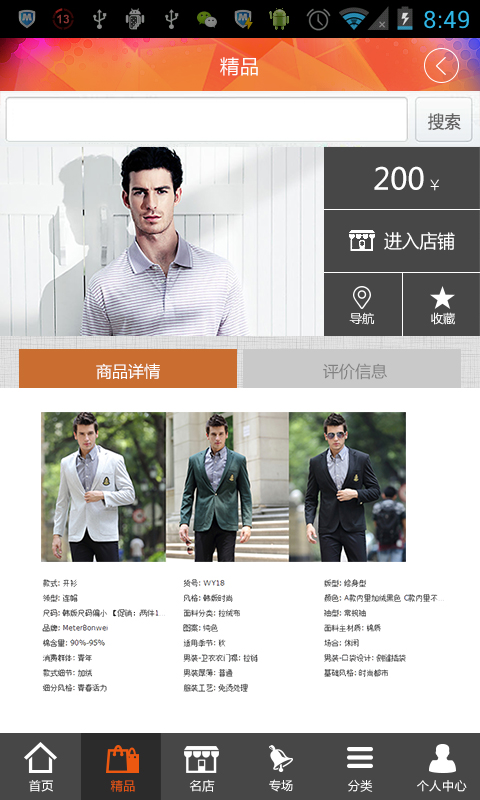 13
8:49
精品
搜索
200 ¥
进入店铺
导航
收藏
商品详情
评价信息
款式: 开衫
货号: WY18
版型: 修身型
领型: 连帽
风格: 韩版时尚
颜色: A款内里加绒黑色 C款内里不...
尺码: 韩版尺码偏小 【促销：两件1...
面料分类: 拉绒布
袖型: 常规袖
品牌: MeterBonwei
图案: 纯色
面料主材质: 锦质
棉含量: 90%-95%
适用季节: 秋
场合: 休闲
消费群体: 青年
男装-卫衣衣门襟: 拉链
男装-口袋设计: 侧缝插袋
款式细节: 加绒
男装厚薄: 普通
基础风格: 时尚都市
细分风格: 青春活力
服装工艺: 免烫处理
首页
精品
名店
专场
分类
个人中心